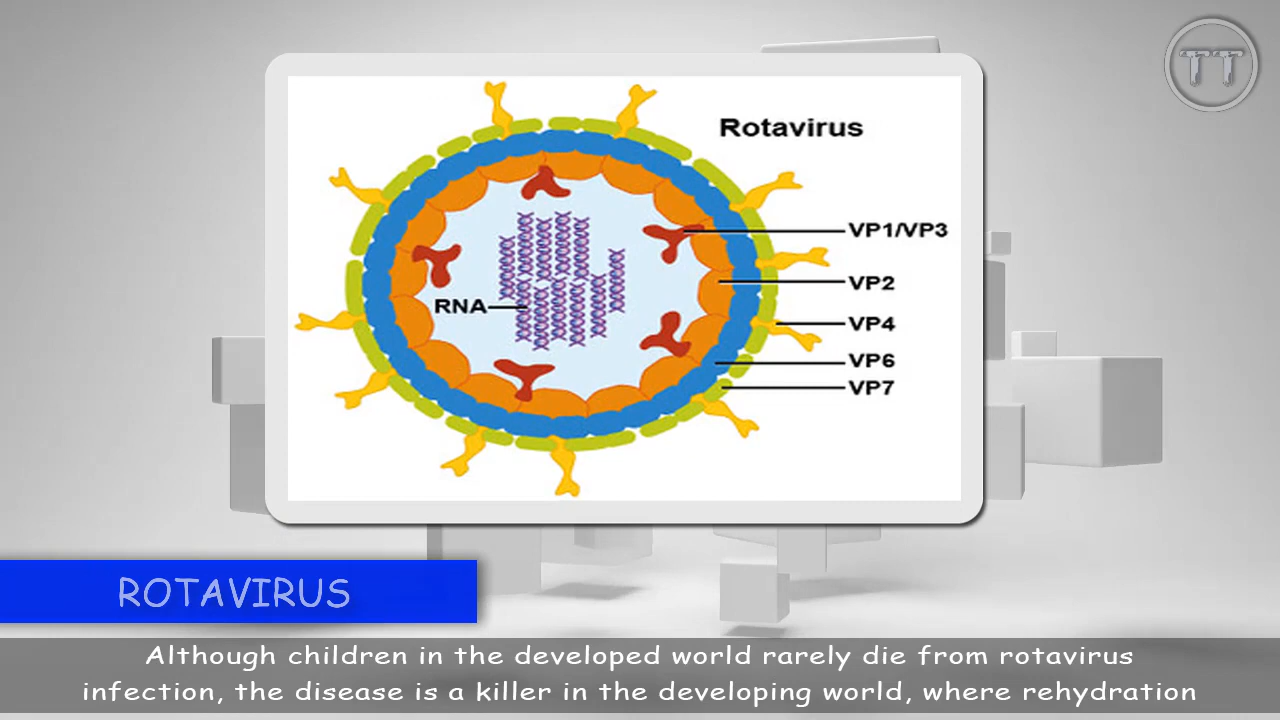 TT
Rotavirus
VP1/VP3
VP2
RNA
VP4
VP6
VP7
ROTAVIRUS
Although children in the developed world rarely die from rotavirus
infection, the disease is a killer in the developing world, where rehydration